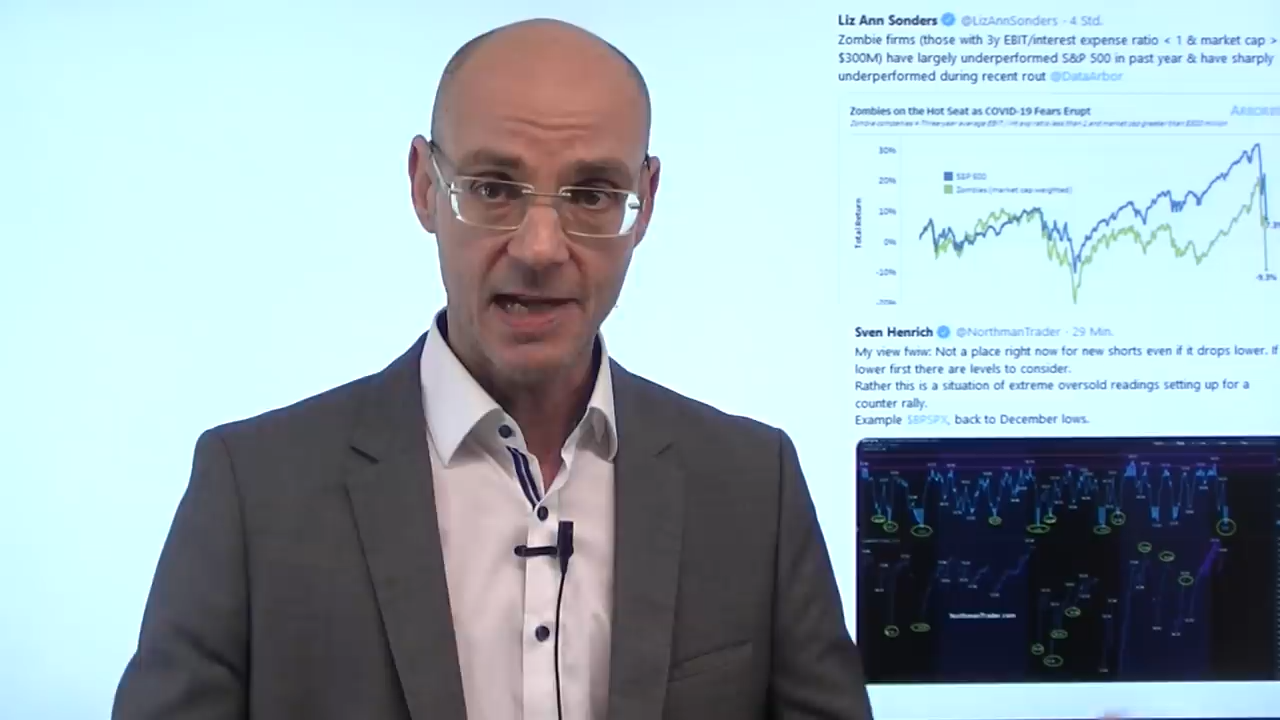 Liz Ann Sonders @LizAnnSonders · 4 Std.
Zombie firms (those with 3y EBIT/interest expense ratio < 1 & market cap >
$300M) have largely underperformed S&P 500 in past year & have sharply
underperformed during recent rout @DataArbor
Zombies on the Hot Seat as COVID-19 Fears Erupt
30%
20%
10%
0%
-10%
-20%
Total Return
S&P 500
Zombies (market cap-weighted)
-9.3%
Sven Henrich @NorthmanTrader · 29 Min.
My view fwiw: Not a place right now for new shorts even if it drops lower. If
lower first there are levels to consider.
Rather this is a situation of extreme oversold readings setting up for a
counter rally.
Example $BPSPX, back to December lows.
NorthmanTrader.com